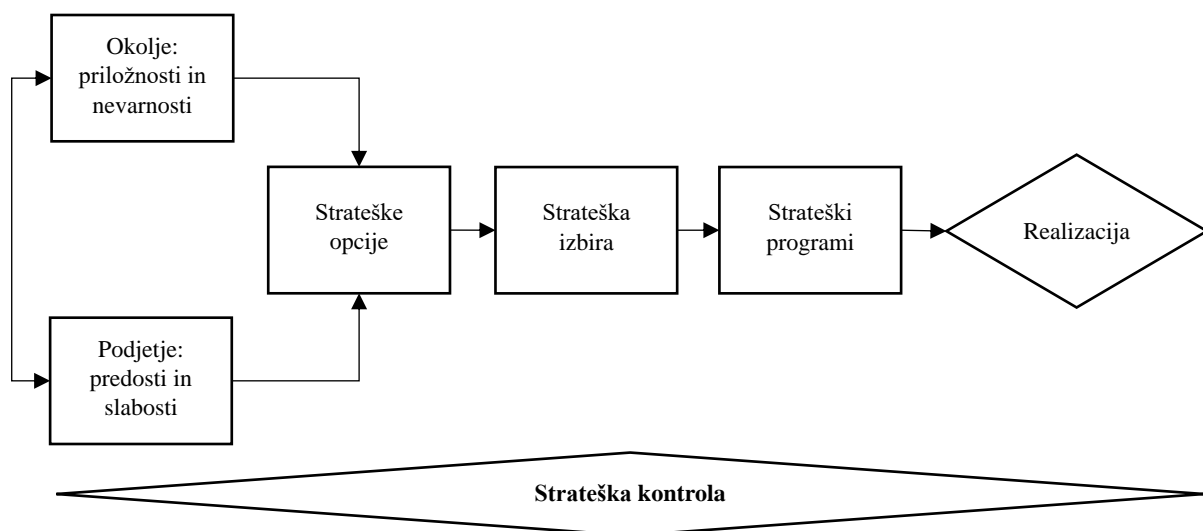 Okolje:
priložnosti in
nevarnosti
Strateške
opcije
Strateška
izbira
Strateški
programi
Realizacija
Podjetje:
predosti in
slabosti
Strateška kontrola